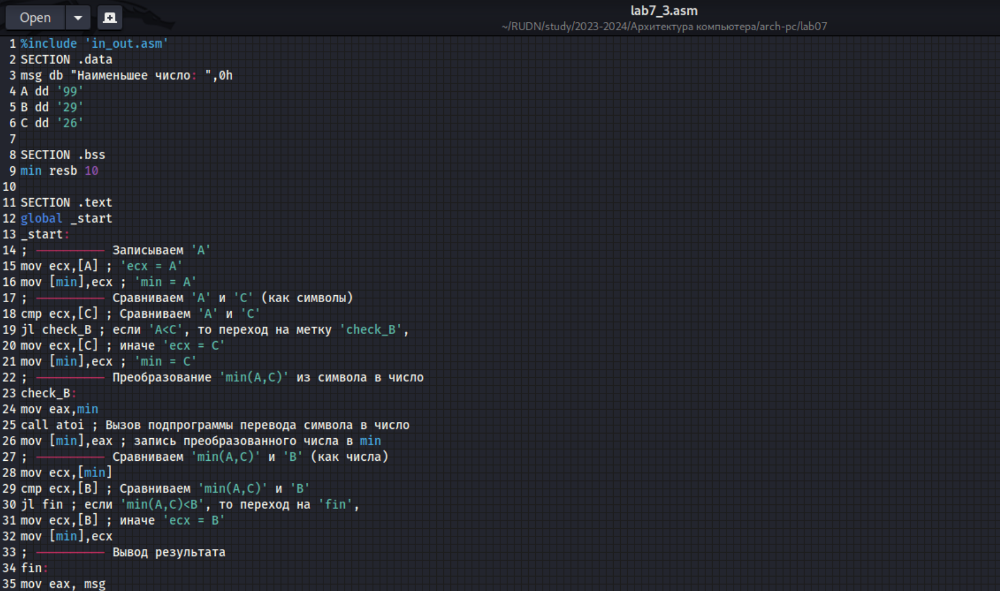 Open
lab7_3.asm
~/RUDN/study/2023-2024/Архитектура компьютера/arch-pc/lab07
1 %include 'in_out.asm'
2 SECTION .data
3 msg db "Наименьшее число: ",0h
4 A dd '99'
5 B dd '29'
6 C dd '26'
7
8 SECTION .bss
9 min resb 10
10
11 SECTION .text
12 global _start
13 _start:
14 ; ---------- Записываем 'A'
15 mov ecx,[A] ; 'ecx = A'
16 mov [min],ecx ; 'min = A'
17 ; ---------- Сравниваем 'A' и 'C' (как символы)
18 cmp ecx,[C] ; Сравниваем 'A' и 'C'
19 jl check_B ; если 'A<C', то переход на метку 'check_B',
20 mov ecx,[C] ; иначе 'ecx = C'
21 mov [min],ecx ; 'min = C'
22 ; ---------- Преобразование 'min(A,C)' из символа в число
23 check_B:
24 mov eax,min
25 call atoi ; Вызов подпрограммы перевода символа в число
26 mov [min],eax ; запись преобразованного числа в min
27 ; ---------- Сравниваем 'min(A,C)' и 'B' (как числа)
28 mov ecx,[min]
29 cmp ecx,[B] ; Сравниваем 'min(A,C)' и 'B'
30 jl fin ; если 'min(A,C)<B', то переход на 'fin',
31 mov ecx,[B] ; иначе 'ecx = B'
32 mov [min],ecx
33 ; ---------- Вывод результата
34 fin:
35 mov eax, msg